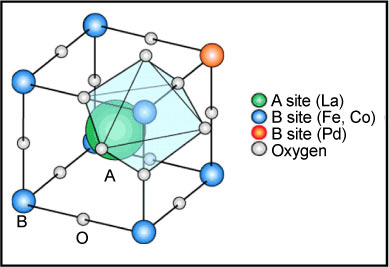 A site (La)
B site (Fe, Co)
B site (Pd)
Oxygen
A
B
O